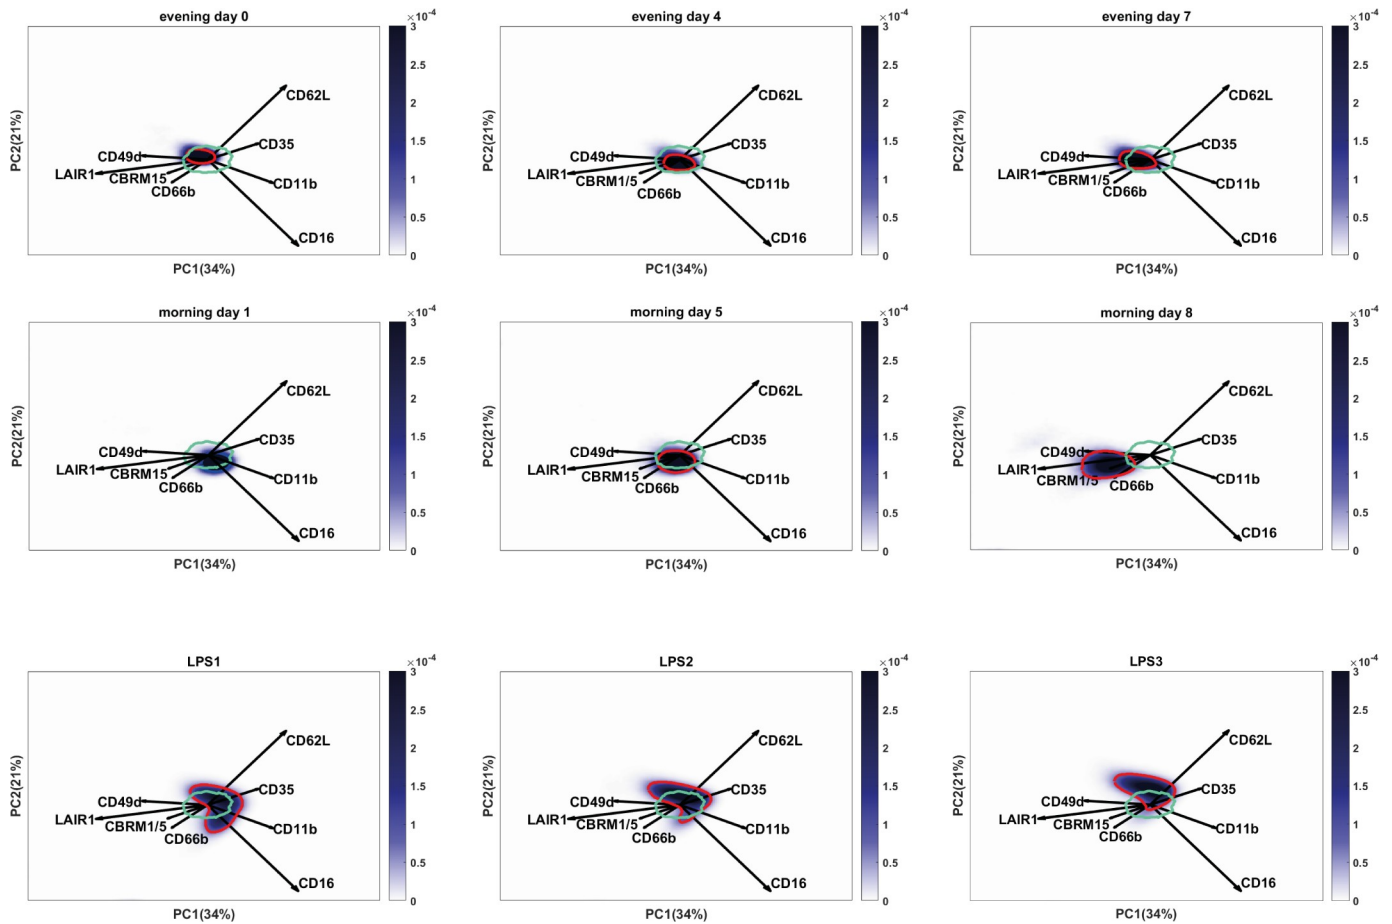 evening day 0
×10⁻⁴
3
2.5
2
1.5
1
0.5
0
PC2(21%)
CD62L
CD35
CD49d
LAIR1
CBRM15
CD66b
CD11b
CD16
PC1(34%)
evening day 4
×10⁻⁴
3
2.5
2
1.5
1
0.5
0
PC2(21%)
CD62L
CD35
CD49d
LAIR1
CBRM1/5
CD66b
CD11b
CD16
PC1(34%)
evening day 7
×10⁻⁴
3
2.5
2
1.5
1
0.5
0
PC2(21%)
CD62L
CD35
CD49d
LAIR1
CBRM1/5
CD66b
CD11b
CD16
PC1(34%)
morning day 1
×10⁻⁴
3
2.5
2
1.5
1
0.5
0
PC2(21%)
CD62L
CD35
CD49d
LAIR1
CBRM15
CD66b
CD11b
CD16
PC1(34%)
morning day 5
×10⁻⁴
3
2.5
2
1.5
1
0.5
0
PC2(21%)
CD62L
CD35
CD49d
LAIR1
CBRM15
CD66b
CD11b
CD16
PC1(34%)
morning day 8
×10⁻⁴
3
2.5
2
1.5
1
0.5
0
PC2(21%)
CD62L
CD35
CD49d
LAIR1
CBRM1/5
CD66b
CD11b
CD16
PC1(34%)
LPS1
×10⁻⁴
3
2.5
2
1.5
1
0.5
0
PC2(21%)
CD62L
CD35
CD49d
LAIR1
CBRM1/5
CD66b
CD11b
CD16
PC1(34%)
LPS2
×10⁻⁴
3
2.5
2
1.5
1
0.5
0
PC2(21%)
CD62L
CD35
CD49d
LAIR1
CBRM1/5
CD66b
CD11b
CD16
PC1(34%)
LPS3
×10⁻⁴
3
2.5
2
1.5
1
0.5
0
PC2(21%)
CD62L
CD35
CD49d
LAIR1
CBRM15
CD66b
CD11b
CD16
PC1(34%)